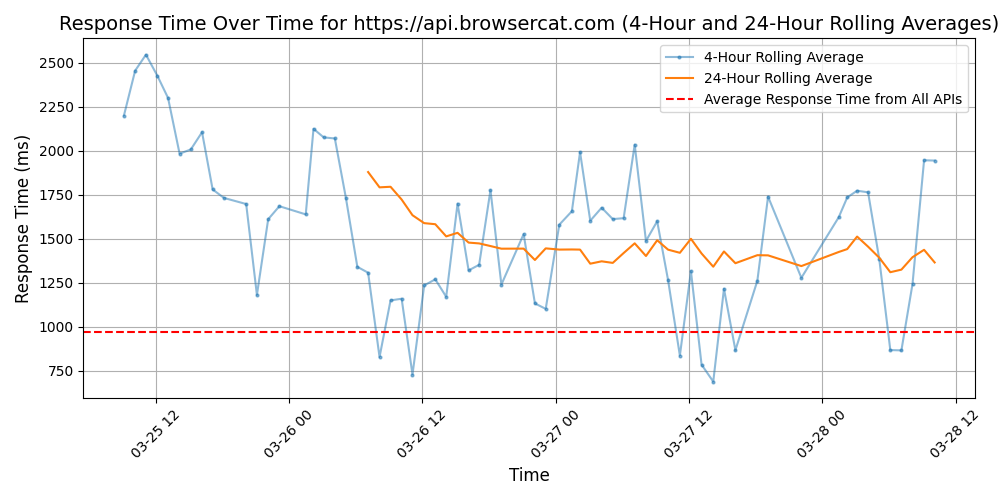 Response Time Over Time for https://api.browsercat.com (4-Hour and 24-Hour Rolling Averages)
4-Hour Rolling Average
24-Hour Rolling Average
Average Response Time from All APIs
Response Time (ms)
2500
2250
2000
1750
1500
1250
1000
750
03-25 12
03-26 00
03-26 12
03-27 00
03-27 12
03-28 00
03-28 12
Time